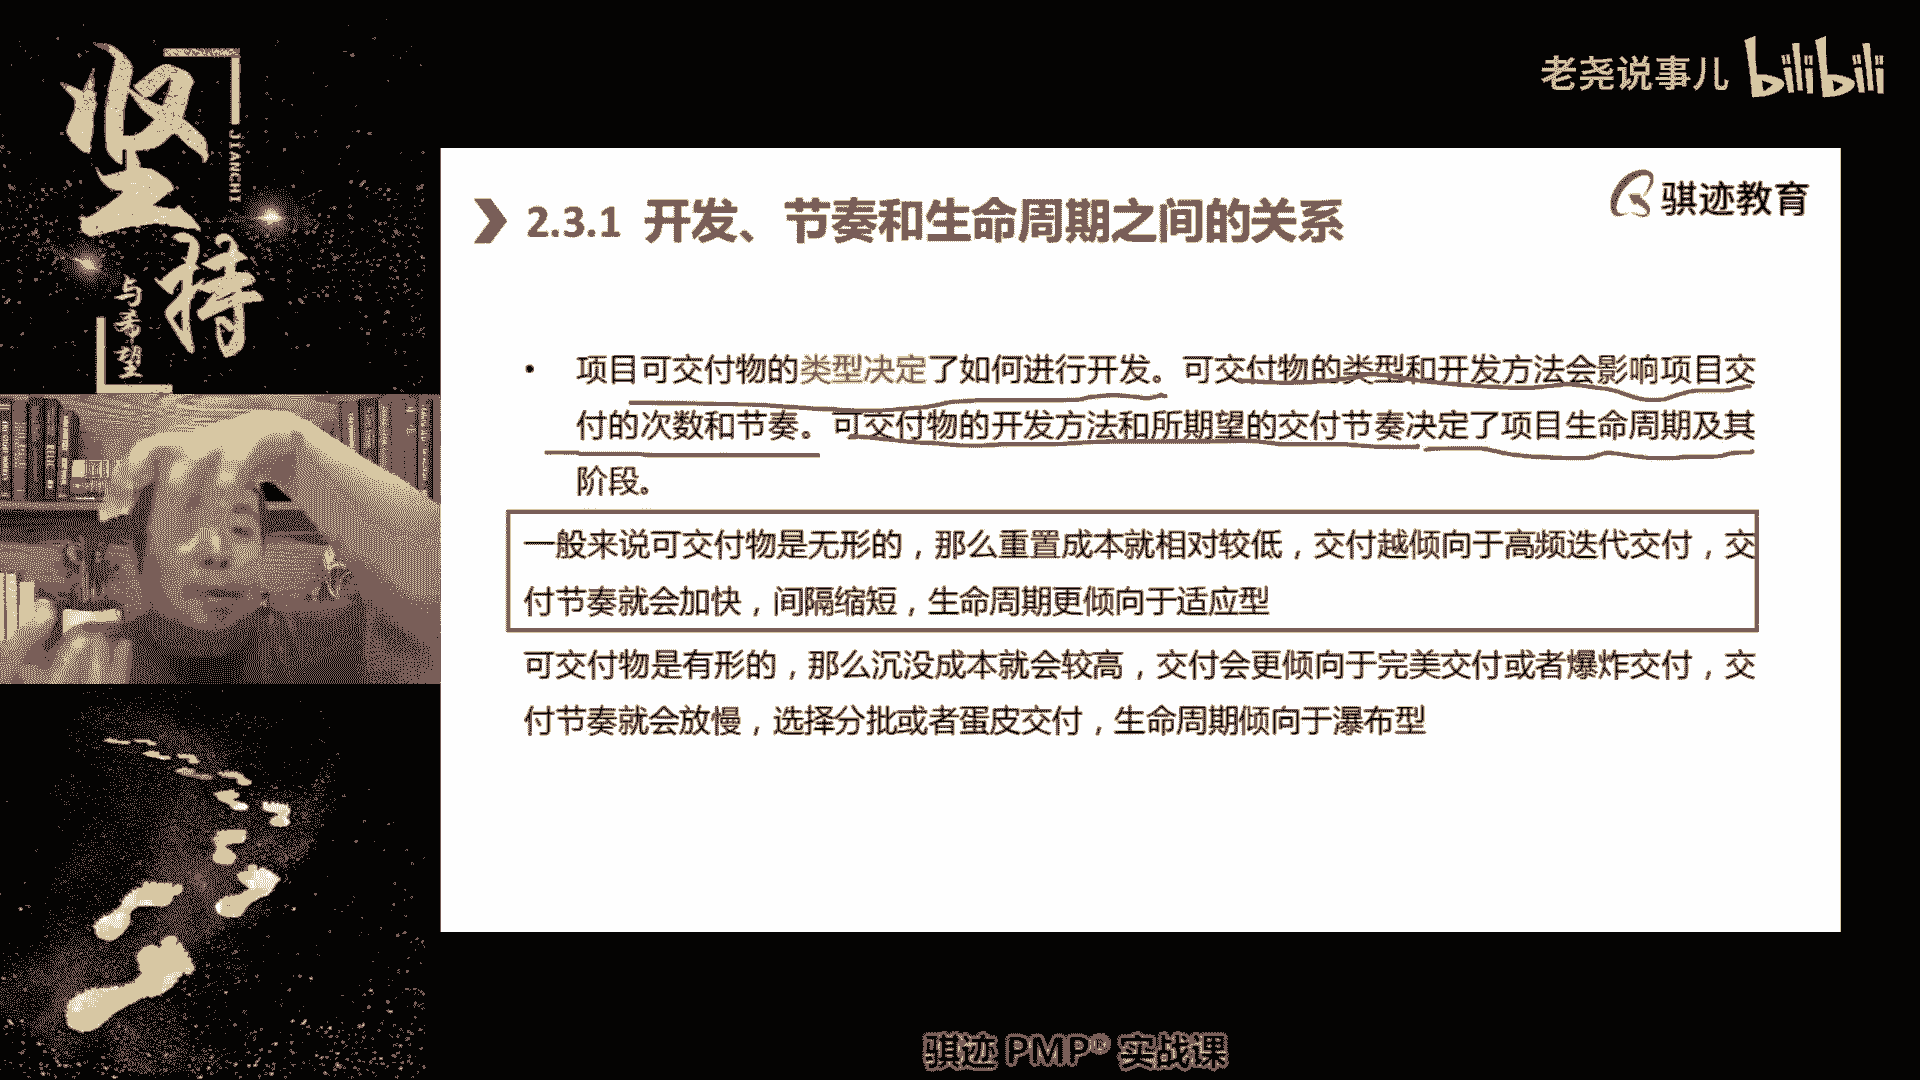 坚持
JIANCHI
与希望
老尧说事儿 bilibili
骐迹教育
2.3.1 开发、节奏和生命周期之间的关系
• 项目可交付物的类型决定了如何进行开发。可交付物的类型和开发方法会影响项目交
付的次数和节奏。可交付物的开发方法和所期望的交付节奏决定了项目生命周期及其
阶段。
一般来说可交付物是无形的，那么重置成本就相对较低，交付越倾向于高频迭代交付，交
付节奏就会加快，间隔缩短，生命周期更倾向于适应型
可交付物是有形的，那么沉没成本就会较高，交付会更倾向于完美交付或者爆炸交付，交
付节奏就会放慢，选择分批或者蛋皮交付，生命周期倾向于瀑布型
骐迹 PMP® 实战课